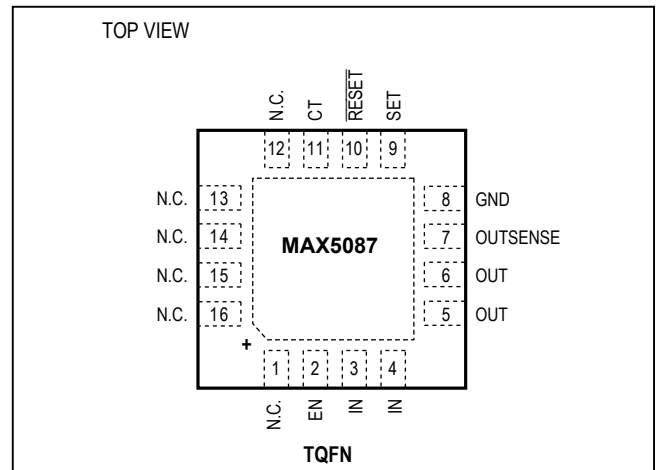 TOP VIEW
N.C. CT RESET SET
12 11 10 9
N.C. 13 8 GND
N.C. 14 MAX5087 7 OUTSENSE
N.C. 15 6 OUT
N.C. 16 5 OUT
+
1 2 3 4
N.C. EN IN IN
TQFN